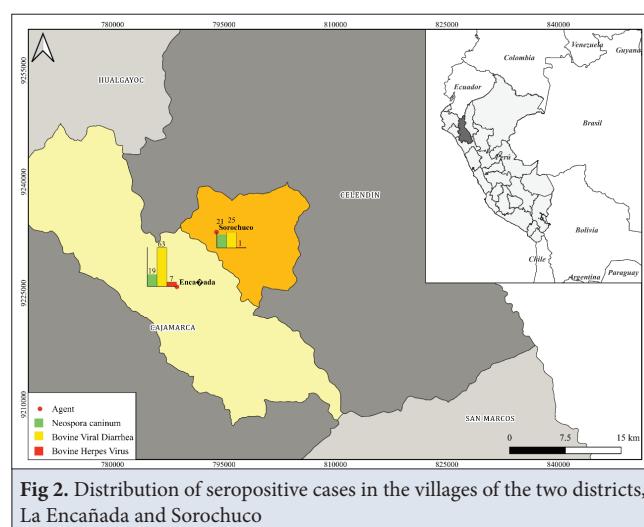 780000 795000 810000 825000 840000
9255000
9240000
9225000
9210000
HUALGAYOC
CELENDIN
21 25
Sorochuco
1
63
19
7
Enca�ada
CAJAMARCA
SAN MARCOS
Colombia
Venezuela
Guyana
Ecuador
Brasil
Perú
Bolivia
Chile
Argentina
Paraguay
Agent
Neospora caninum
Bovine Viral Diarrhea
Bovine Herpes Virus
0 7.5 15 km
780000 795000 810000 825000 840000
Fig 2. Distribution of seropositive cases in the villages of the two districts,
La Encañada and Sorochuco